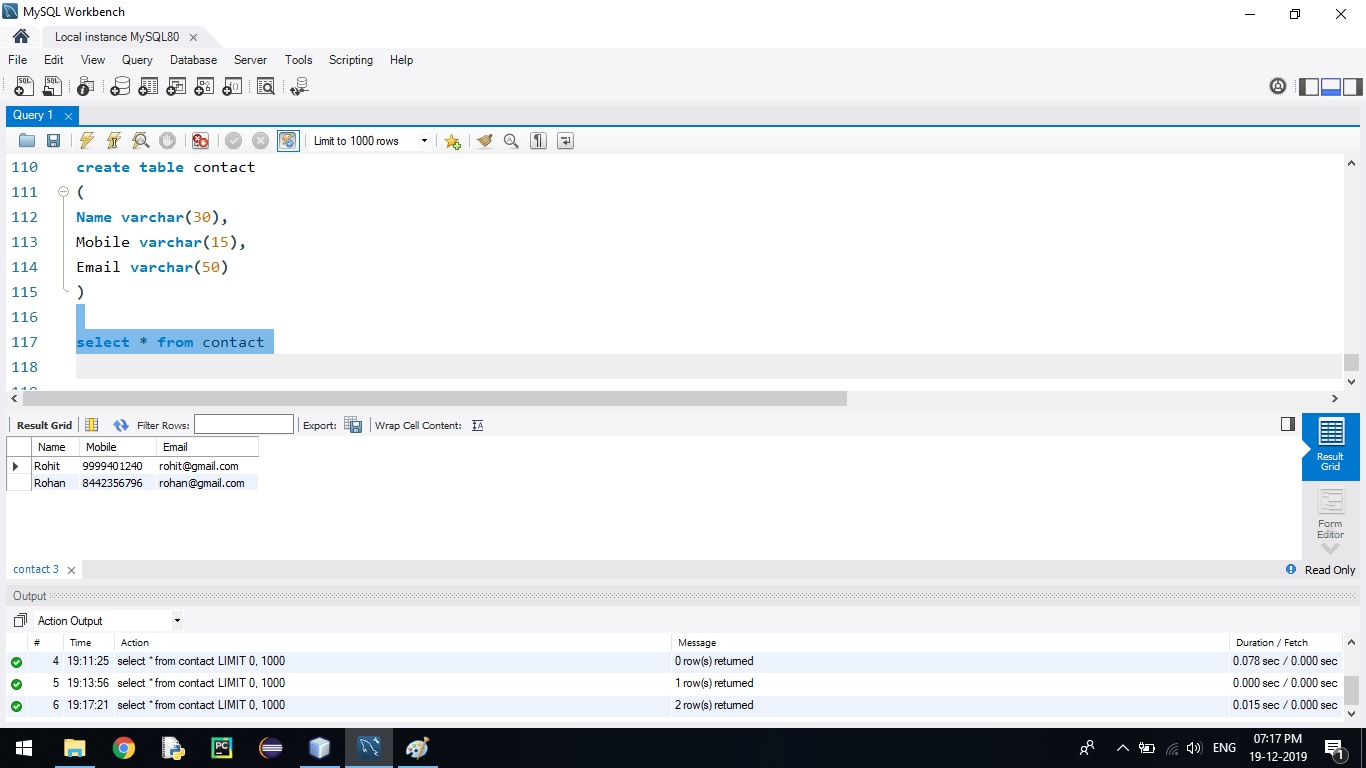 MySQL Workbench
Local instance MySQL80
File Edit View Query Database Server Tools Scripting Help
Query 1
Limit to 1000 rows
110 create table contact
111 (
112 Name varchar(30),
113 Mobile varchar(15),
114 Email varchar(50)
115 )
116
117 select * from contact
118
Result Grid Filter Rows: Export: Wrap Cell Content:
Name Mobile Email
Rohit 9999401240 rohit@gmail.com
Rohan 8442356796 rohan@gmail.com
Result
Grid
Form
Editor
contact 3
Read Only
Output
Action Output
# Time Action Message Duration / Fetch
4 19:11:25 select * from contact LIMIT 0, 1000 0 row(s) returned 0.078 sec / 0.000 sec
5 19:13:56 select * from contact LIMIT 0, 1000 1 row(s) returned 0.000 sec / 0.000 sec
6 19:17:21 select * from contact LIMIT 0, 1000 2 row(s) returned 0.015 sec / 0.000 sec
PC
ENG
07:17 PM
19-12-2019
1